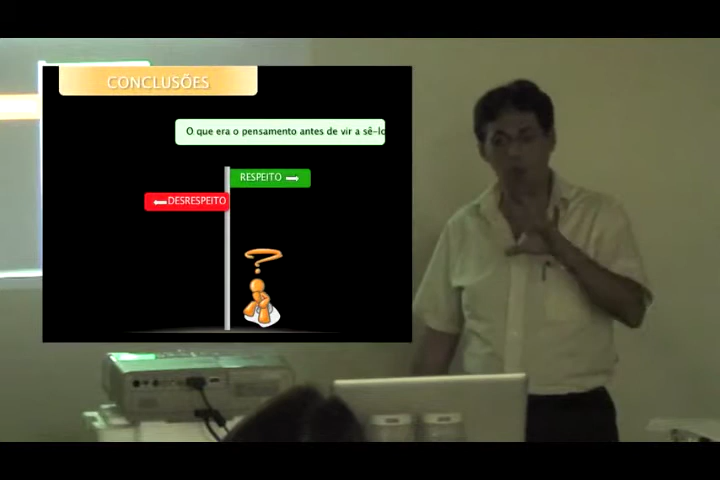 CONCLUSÕES
O que era o pensamento antes de vir a sê-lo
RESPEITO
DESRESPEITO